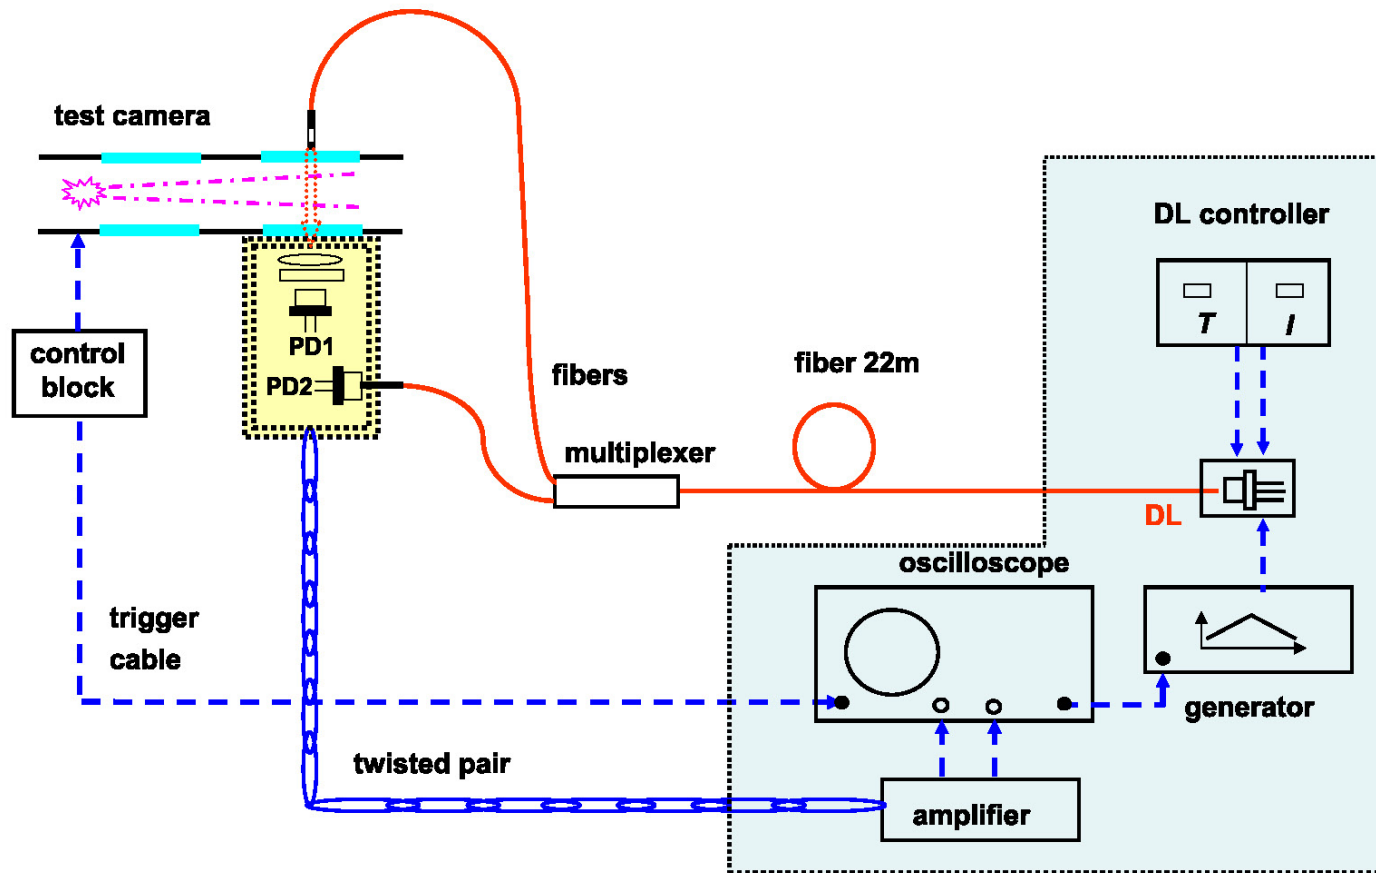 test camera
DL controller
T
I
PD1
control
block
PD2
fibers
fiber 22m
multiplexer
DL
oscilloscope
trigger
cable
generator
twisted pair
amplifier